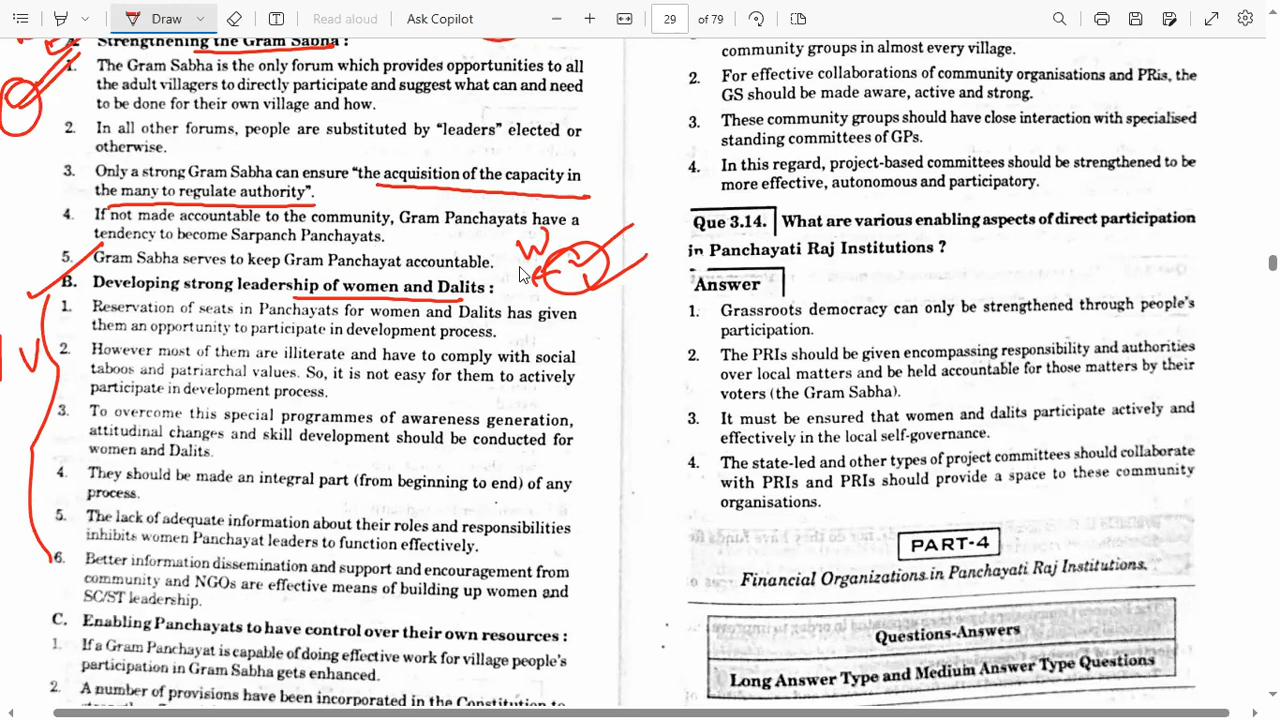 Draw
Read aloud
Ask Copilot
29
of 79
Strengthening the Gram Sabha :
1. The Gram Sabha is the only forum which provides opportunities to all
the adult villagers to directly participate and suggest what can and need
to be done for their own village and how.
2. In all other forums, people are substituted by “leaders” elected or
otherwise.
3. Only a strong Gram Sabha can ensure “the acquisition of the capacity in
the many to regulate authority”.
4. If not made accountable to the community, Gram Panchayats have a
tendency to become Sarpanch Panchayats.
5. Gram Sabha serves to keep Gram Panchayat accountable.
W
B. Developing strong leadership of women and Dalits :
1. Reservation of seats in Panchayats for women and Dalits has given
them an opportunity to participate in development process.
2. However most of them are illiterate and have to comply with social
taboos and patriarchal values. So, it is not easy for them to actively
participate in development process.
3. To overcome this special programmes of awareness generation,
attitudinal changes and skill development should be conducted for
women and Dalits.
4. They should be made an integral part (from beginning to end) of any
process.
5. The lack of adequate information about their roles and responsibilities
inhibits women Panchayat leaders to function effectively.
6. Better information dissemination and support and encouragement from
community and NGOs are effective means of building up women and
SC/ST leadership.
C. Enabling Panchayats to have control over their own resources :
1. If a Gram Panchayat is capable of doing effective work for village people's
participation in Gram Sabha gets enhanced.
2. A number of provisions have been incorporated in the Constitution to
community groups in almost every village.
2. For effective collaborations of community organisations and PRis, the
GS should be made aware, active and strong.
3. These community groups should have close interaction with specialised
standing committees of GPs.
4. In this regard, project-based committees should be strengthened to be
more effective, autonomous and participatory.
Que 3.14. What are various enabling aspects of direct participation
in Panchayati Raj Institutions ?
Answer
1. Grassroots democracy can only be strengthened through people's
participation.
2. The PRIs should be given encompassing responsibility and authorities
over local matters and be held accountable for those matters by their
voters (the Gram Sabha).
3. It must be ensured that women and dalits participate actively and
effectively in the local self-governance.
4. The state-led and other types of project committees should collaborate
with PRIs and PRIs should provide a space to these community
organisations.
PART-4
Financial Organizations in Panchayati Raj Institutions.
Questions-Answers
Long Answer Type and Medium Answer Type Questions